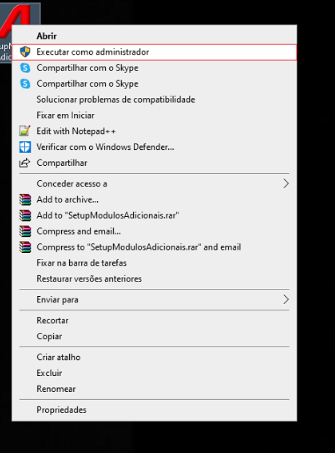 Abrir
Executar como administrador
Compartilhar com o Skype
Compartilhar com o Skype
Solucionar problemas de compatibilidade
Fixar em Iniciar
Edit with Notepad++
Verificar com o Windows Defender...
Compartilhar
Conceder acesso a
Add to archive...
Add to "SetupModulosAdicionais.rar"
Compress and email...
Compress to "SetupModulosAdicionais.rar" and email
Fixar na barra de tarefas
Restaurar versões anteriores
Enviar para
Recortar
Copiar
Criar atalho
Excluir
Renomear
Propriedades